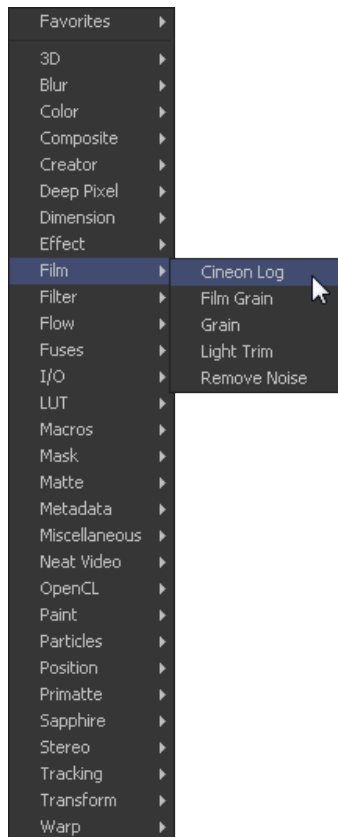 Favorites
3D
Blur
Color
Composite
Creator
Deep Pixel
Dimension
Effect
Film
Filter
Flow
Fuses
I/O
LUT
Macros
Mask
Matte
Metadata
Miscellaneous
Neat Video
OpenCL
Paint
Particles
Position
Primatte
Sapphire
Stereo
Tracking
Transform
Warp
Cineon Log
Film Grain
Grain
Light Trim
Remove Noise